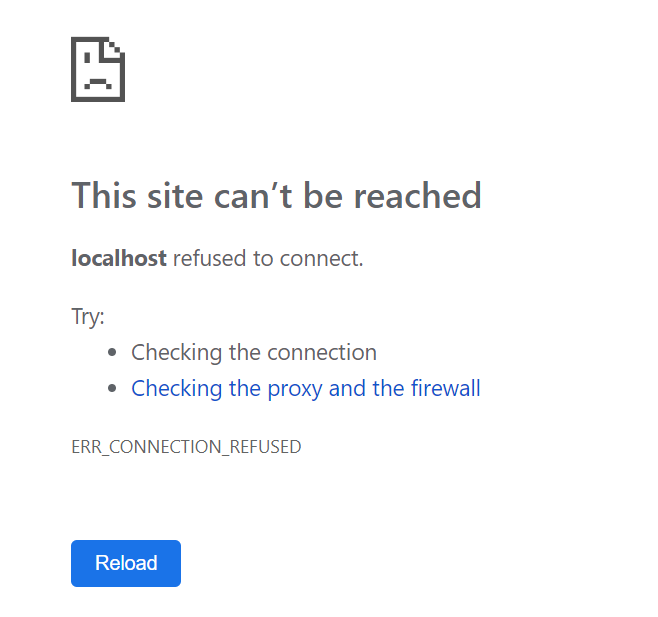 This site can’t be reached
localhost refused to connect.
Try:
Checking the connection
Checking the proxy and the firewall
ERR_CONNECTION_REFUSED
Reload